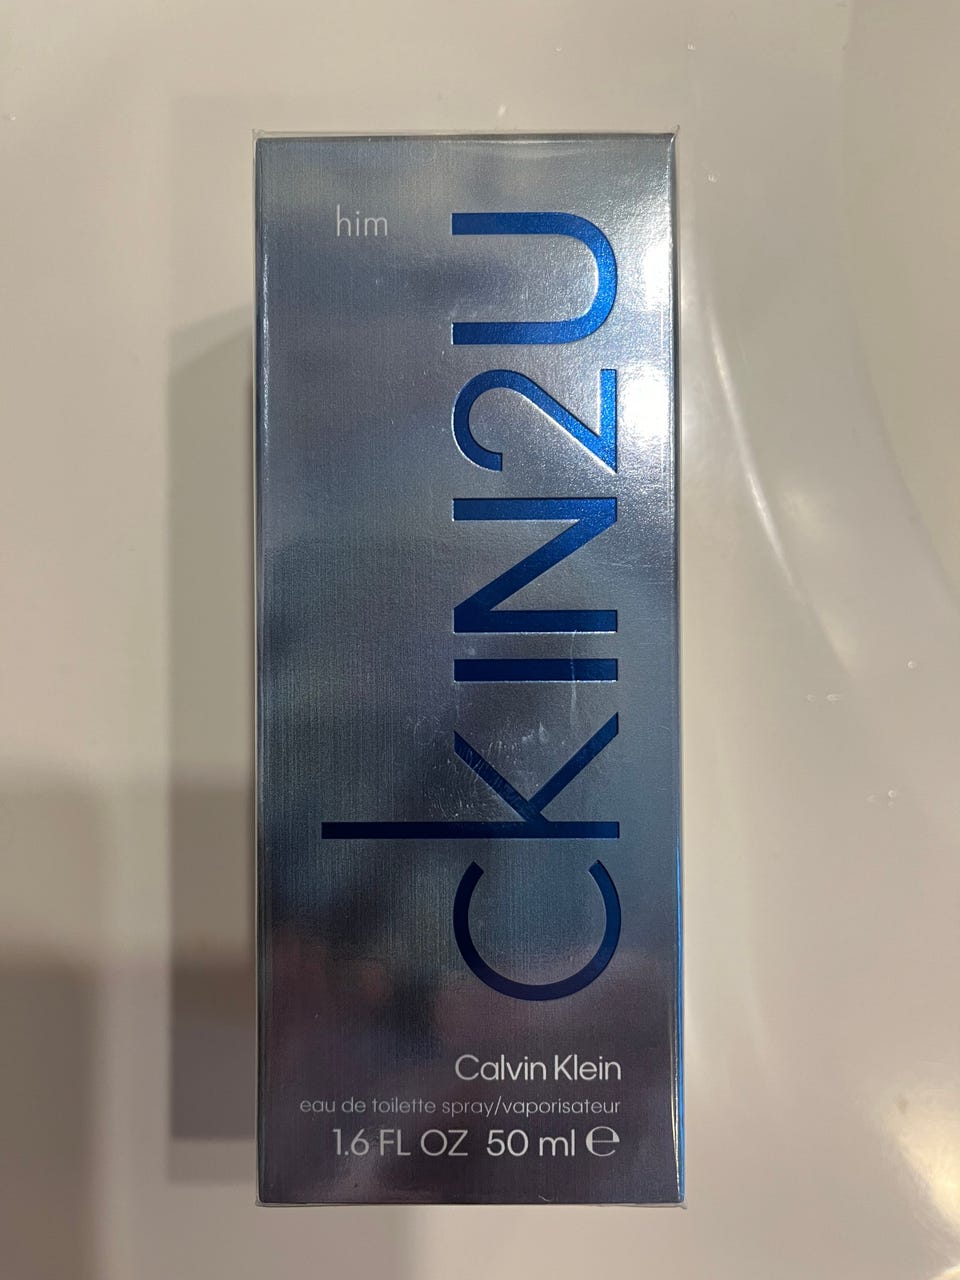 him
ckIN2U
Calvin Klein
eau de toilette spray/vaporisateur
1.6 FL OZ 50 ml ℮